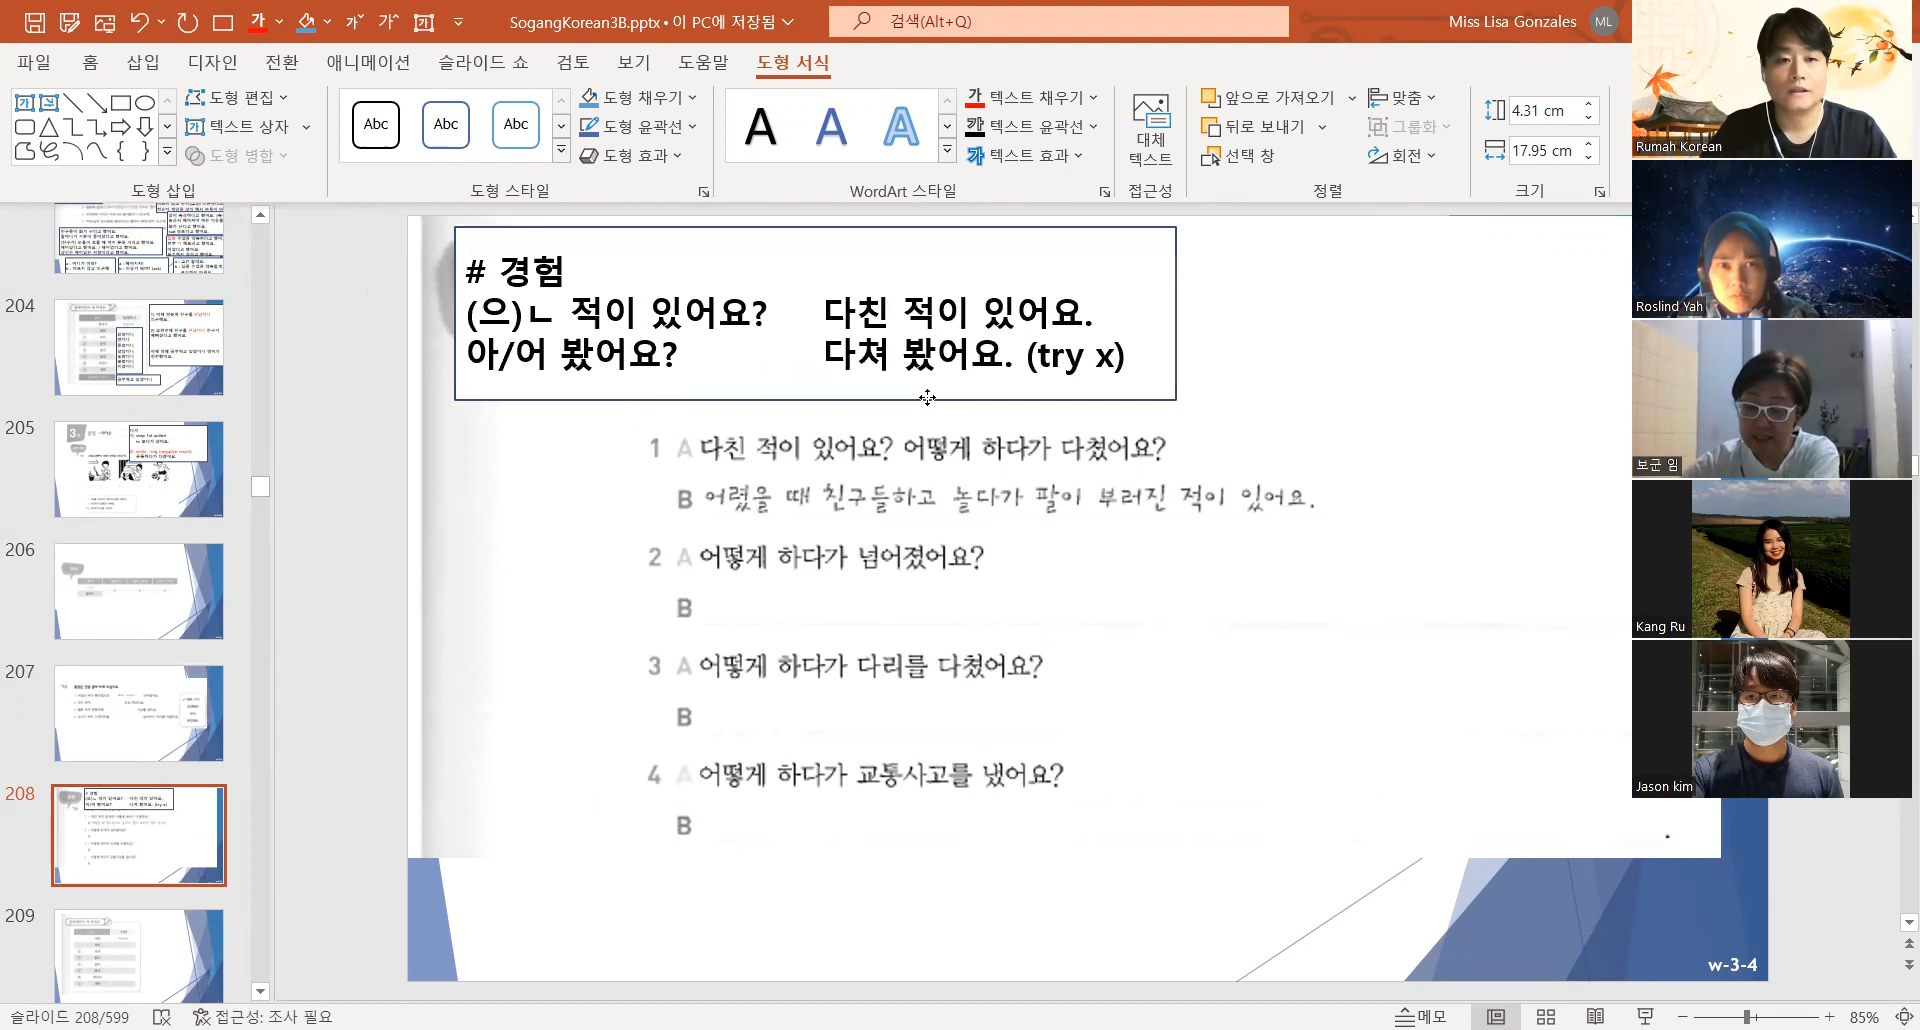 SogangKorean3B.pptx • 이 PC에 저장됨
검색(Alt+Q)
Miss Lisa Gonzales
ML
파일 홈 삽입 디자인 전환 애니메이션 슬라이드 쇼 검토 보기 도움말 도형 서식
도형 편집
텍스트 상자
도형 병합
도형 삽입
Abc Abc Abc
도형 채우기
도형 윤곽선
도형 효과
도형 스타일
A A A
텍스트 채우기
텍스트 윤곽선
텍스트 효과
WordArt 스타일
대체
텍스트
접근성
앞으로 가져오기
뒤로 보내기
선택 창
맞춤
그룹화
회전
정렬
4.31 cm
17.95 cm
크기
204
205
206
207
208
209
# 경험
(으)ㄴ 적이 있어요? 다친 적이 있어요.
아/어 봤어요? 다쳐 봤어요. (try x)
1 A 다친 적이 있어요? 어떻게 하다가 다쳤어요?
B 어렸을 때 친구들하고 놀다가 팔이 부러진 적이 있어요.
2 A 어떻게 하다가 넘어졌어요?
B
3 A 어떻게 하다가 다리를 다쳤어요?
B
4 A 어떻게 하다가 교통사고를 냈어요?
B
w-3-4
Rumah Korean
Roslind Yah
보군 임
Kang Ru
Jason kim
슬라이드 208/599
접근성: 조사 필요
메모
85%